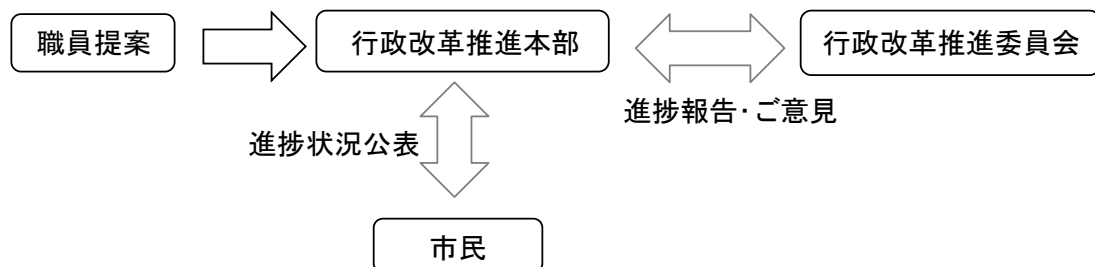 職員提案
行政改革推進本部
行政改革推進委員会
進捗報告・ご意見
進捗状況公表
市民